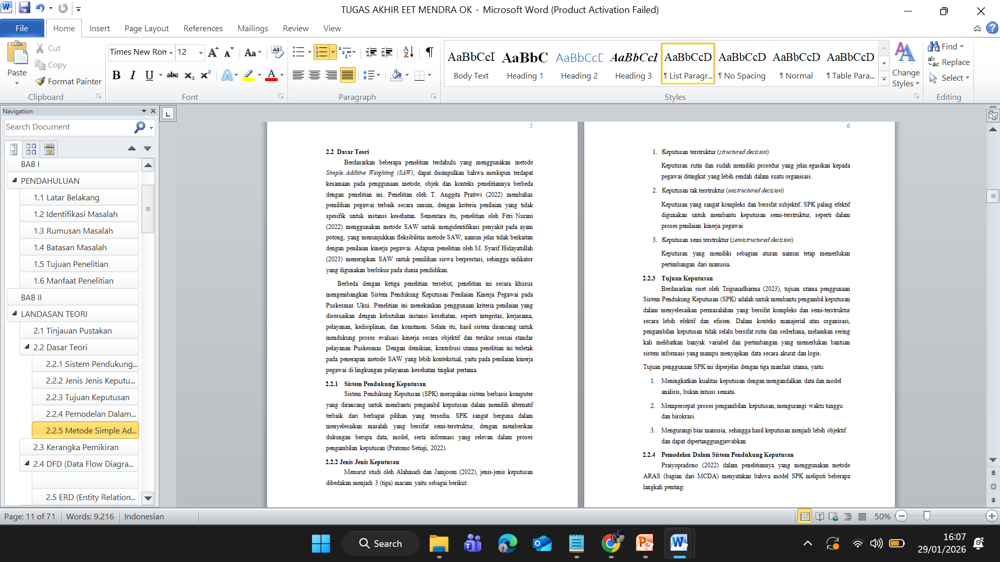 TUGAS AKHIR EET MENDRA OK - Microsoft Word (Product Activation Failed)
File
Home
Insert
Page Layout
References
Mailings
Review
View
Paste
Cut
Copy
Format Painter
Clipboard
Times New Ron
12
Font
Paragraph
AaBbCcI
Body Text
AaBbC
Heading 1
AaBbCcD
Heading 2
AaBbCcI
Heading 3
AaBbCcD
¶ List Paragr...
AaBbCcD
¶ No Spacing
AaBbCcD
¶ Normal
AaBbCcD
¶ Table Para...
Styles
Change Styles
Find
Replace
Select
Editing
Navigation
Search Document
BAB I
PENDAHULUAN
1.1 Latar Belakang
1.2 Identifikasi Masalah
1.3 Rumusan Masalah
1.4 Batasan Masalah
1.5 Tujuan Penelitian
1.6 Manfaat Penelitian
BAB II
LANDASAN TEORI
2.1 Tinjauan Pustakan
2.2 Dasar Teori
2.2.1 Sistem Pendukung...
2.2.2 Jenis Jenis Keputu...
2.2.3 Tujuan Keputusan
2.2.4 Pemodelan Dalam...
2.2.5 Metode Simple Ad...
2.3 Kerangka Pemikiran
2.4 DFD (Data Flow Diagra...
2.5 ERD (Entity Relation...
5
2.2 Dasar Teori
Berdasarkan beberapa penelitian terdahulu yang menggunakan metode
Simple Additive Weighting (SAW), dapat disimpulkan bahwa meskipun terdapat
kesamaan pada penggunaan metode, objek dan konteks penelitiannya berbeda
dengan penelitian ini. Penelitian oleh T. Anggita Pratiwi (2022) membahas
pemilihan pegawai terbaik secara umum, dengan kriteria penilaian yang tidak
spesifik untuk instansi kesehatan. Sementara itu, penelitian oleh Fitri Nurani
(2022) menggunakan metode SAW untuk mengidentifikasi penyakit pada ayam
potong, yang menunjukkan fleksibilitas metode SAW, namun jelas tidak berkaitan
dengan penilaian kinerja pegawai. Adapun penelitian oleh M. Syarif Hidayatullah
(2023) menerapkan SAW untuk pemilihan siswa berprestasi, sehingga indikator
yang digunakan berfokus pada dunia pendidikan.
Berbeda dengan ketiga penelitian tersebut, penelitian ini secara khusus
mengembangkan Sistem Pendukung Keputusan Penilaian Kinerja Pegawai pada
Puskesmas Ukui. Penelitian ini menekankan penggunaan kriteria penilaian yang
disesuaikan dengan kebutuhan instansi kesehatan, seperti integritas, kerjasama,
pelayanan, kedisiplinan, dan komitmen. Selain itu, hasil sistem dirancang untuk
mendukung proses evaluasi kinerja secara objektif dan terukur sesuai standar
pelayanan Puskesmas. Dengan demikian, kontribusi utama penelitian ini terletak
pada penerapan metode SAW yang lebih kontekstual, yaitu pada penilaian kinerja
pegawai di lingkungan pelayanan kesehatan tingkat pertama.
2.2.1 Sistem Pendukung Keputusan
Sistem Pendukung Keputusan (SPK) merupakan sistem berbasis komputer
yang dirancang untuk membantu pengambil keputusan dalam memilih alternatif
terbaik dari berbagai pilihan yang tersedia. SPK sangat berguna dalam
menyelesaikan masalah yang bersifat semi-terstruktur, dengan memberikan
dukungan berupa data, model, serta informasi yang relevan dalam proses
pengambilan keputusan (Pratomo Setiaji, 2022).
2.2.2 Jenis Jenis Keputusan
Menurut studi oleh Alahmadi dan Jamjoom (2022), jenis-jenis keputusan
dibedakan menjadi 3 (tiga) macam yaitu sebagai berikut:
6
1. Keputusan terstruktur (structured decision)
Keputusan rutin dan sudah memiliki prosedur yang jelas.egasikan kepada
pegawai ditingkat yang lebih rendah dalam suatu organisasi.
2. Keputusan tak terstruktur (unstructured decision)
Keputusan yang sangat kompleks dan bersifat subjektif. SPK paling efektif
digunakan untuk membantu keputusan semi-terstruktur, seperti dalam
proses penilaian kinerja pegawai
3. Keputusan semi terstruktur (semistructured decision)
Keputusan yang memiliki sebagian aturan namun tetap memerlukan
pertimbangan dari manusia.
2.2.3 Tujuan Keputusan
Berdasarkan riset oleh Trigunadharma (2023), tujuan utama penggunaan
Sistem Pendukung Keputusan (SPK) adalah untuk membantu pengambil keputusan
dalam menyelesaikan permasalahan yang bersifat kompleks dan semi-terstruktur
secara lebih efektif dan efisien. Dalam konteks manajerial atau organisasi,
pengambilan keputusan tidak selalu bersifat rutin dan sederhana, melainkan sering
kali melibatkan banyak variabel dan pertimbangan yang memerlukan bantuan
sistem informasi yang mampu menyajikan data secara akurat dan logis.
Tujuan penggunaan SPK ini diperjelas dengan tiga manfaat utama, yaitu:
1. Meningkatkan kualitas keputusan dengan mengandalkan data dan model
analisis, bukan intuisi semata.
2. Mempercepat proses pengambilan keputusan, mengurangi waktu tunggu
dan birokrasi.
3. Mengurangi bias manusia, sehingga hasil keputusan menjadi lebih objektif
dan dapat dipertanggungjawabkan
2.2.4 Pemodelan Dalam Sistem Pendukung Keputusan
Praiyopradono (2022) dalam penelitiannya yang menggunakan metode
ARAS (bagian dari MCDA) menyatakan bahwa model SPK meliputi beberapa
langkah penting:
Page: 11 of 71
Words: 9.216
Indonesian
50%
Search
16:07
29/01/2026